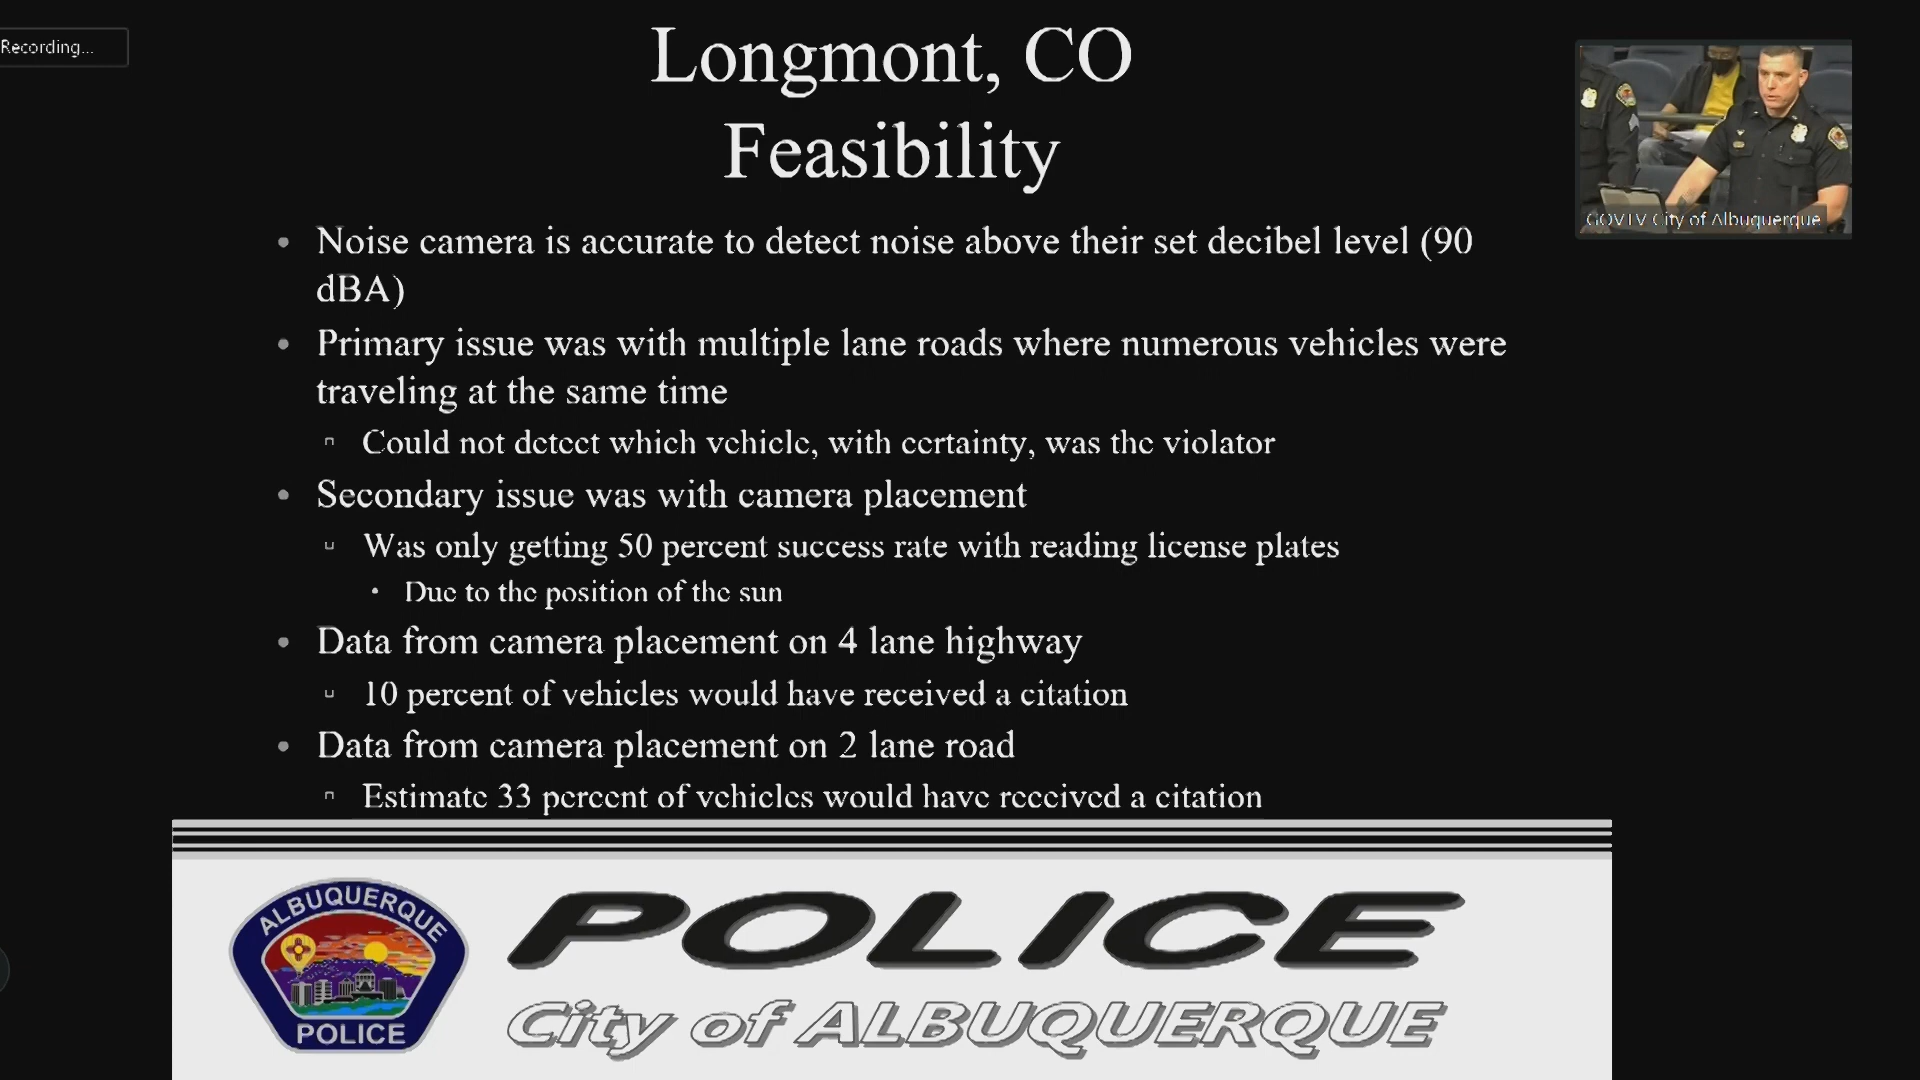 Recording...
Longmont, CO
Feasibility
GOVTV City of Albuquerque
• Noise camera is accurate to detect noise above their set decibel level (90
dBA)
• Primary issue was with multiple lane roads where numerous vehicles were
traveling at the same time
▫ Could not detect which vehicle, with certainty, was the violator
• Secondary issue was with camera placement
▫ Was only getting 50 percent success rate with reading license plates
• Due to the position of the sun
• Data from camera placement on 4 lane highway
▫ 10 percent of vehicles would have received a citation
• Data from camera placement on 2 lane road
▫ Estimate 33 percent of vehicles would have received a citation
ALBUQUERQUE
POLICE
POLICE
City of ALBUQUERQUE